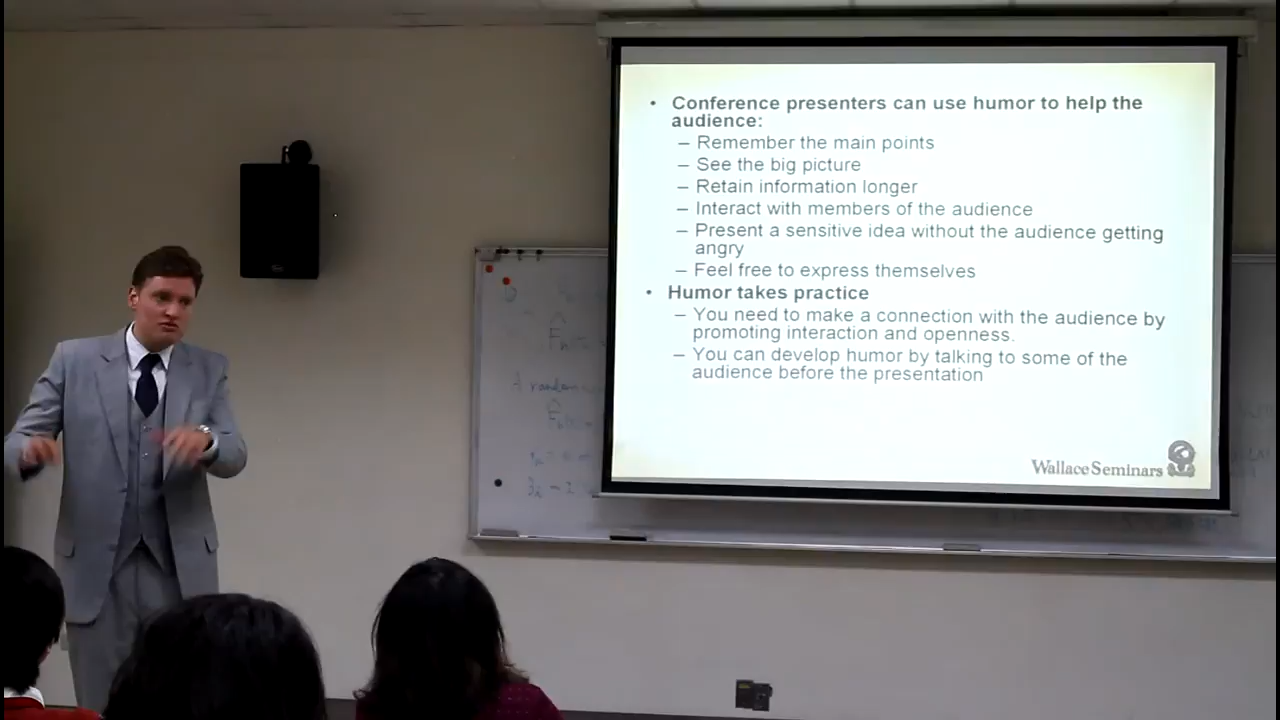 • Conference presenters can use humor to help the
audience:
– Remember the main points
– See the big picture
– Retain information longer
– Interact with members of the audience
– Present a sensitive idea without the audience getting
angry
– Feel free to express themselves
• Humor takes practice
– You need to make a connection with the audience by
promoting interaction and openness.
– You can develop humor by talking to some of the
audience before the presentation
Wallace Seminars
A random